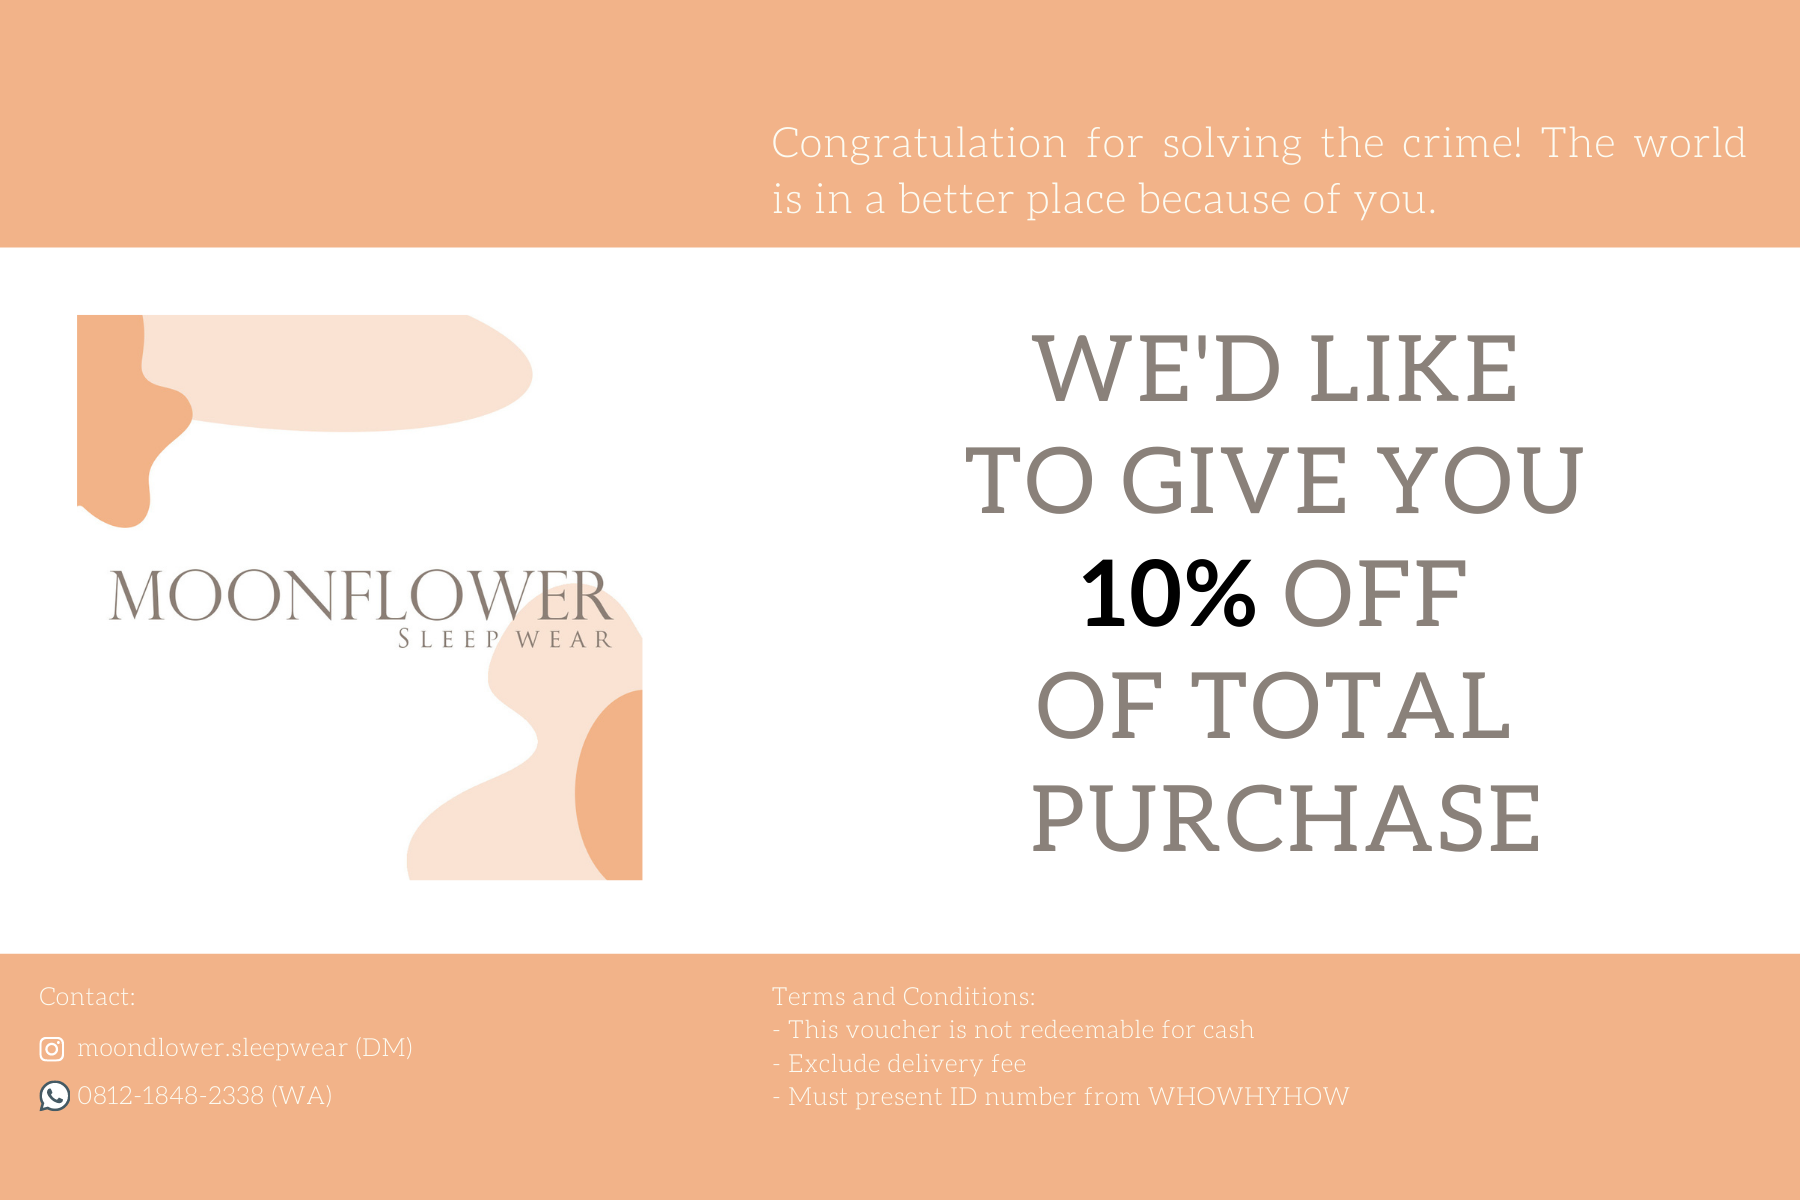 Congratulation for solving the crime! The world
is in a better place because of you.
MOONFLOWER
SLEEPWEAR
WE'D LIKE
TO GIVE YOU
10% OFF
OF TOTAL
PURCHASE
Contact:
moondlower.sleepwear (DM)
0812-1848-2338 (WA)
Terms and Conditions:
- This voucher is not redeemable for cash
- Exclude delivery fee
- Must present ID number from WHOWHYHOW